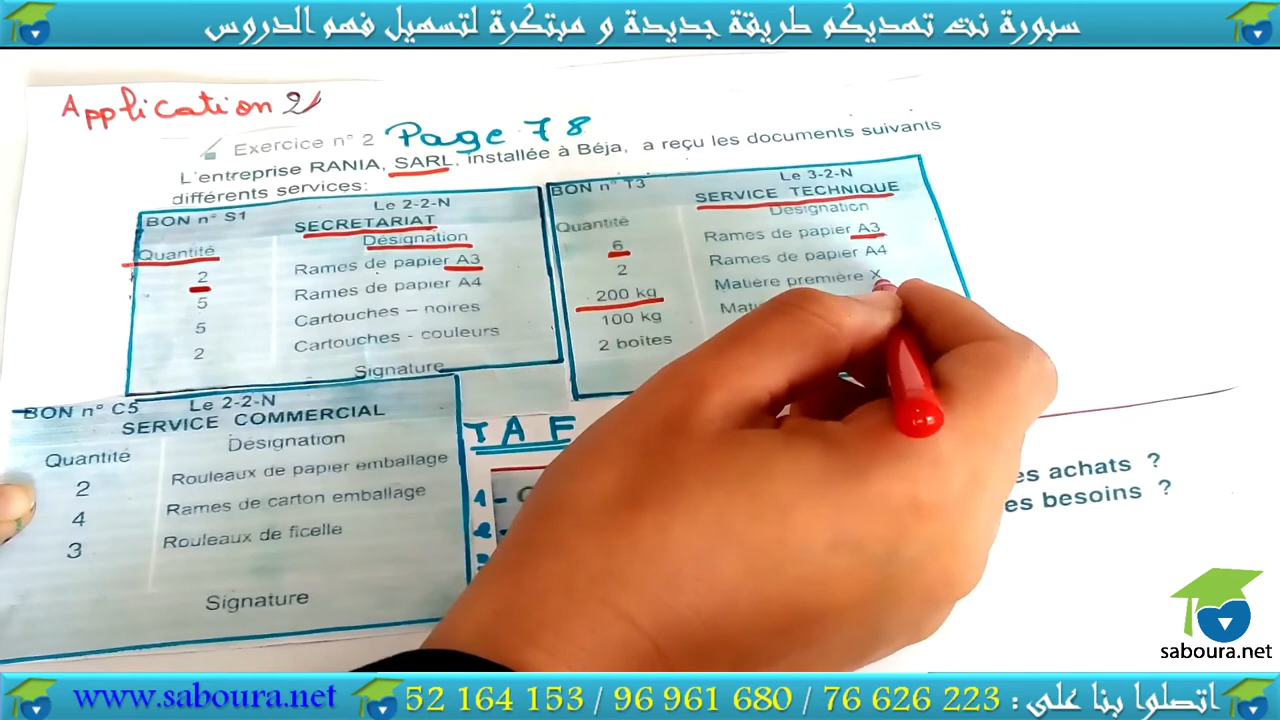 سبورة نت تهديكم طريقة جديدة و مبتكرة لتسهيل فهم الدروس
Application 2
Exercice n° 2 Page 78
L'entreprise RANIA, SARL, installée à Béja, a reçu les documents suivants
différents services:
BON n° S1 Le 2-2-N
SECRETARIAT
Quantité Désignation
2 Rames de papier A3
5 Rames de papier A4
5 Cartouches – noires
2 Cartouches - couleurs
Signature
BON n° T3 Le 3-2-N
SERVICE TECHNIQUE
Quantité Désignation
6 Rames de papier A3
2 Rames de papier A4
200 kg Matière première X
100 kg
2 boîtes
BON n° C5 Le 2-2-N
SERVICE COMMERCIAL
Quantité Désignation
2 Rouleaux de papier emballage
4 Rames de carton emballage
3 Rouleaux de ficelle
Signature
TAF
1-
es achats ?
es besoins ?
saboura.net
www.saboura.net اتصلوا بنا على : 223 626 76 / 680 961 96 / 153 164 52